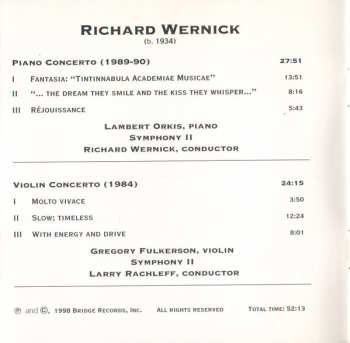 RICHARD WERNICK
(b. 1934)
PIANO CONCERTO (1989-90) 27:51
I FANTASIA: "TINTINNABULA ACADEMIAE MUSICAE" 13:51
II "... THE DREAM THEY SMILE AND THE KISS THEY WHISPER..." 8:16
III RÉJOUISSANCE 5:43
LAMBERT ORKIS, PIANO
SYMPHONY II
RICHARD WERNICK, CONDUCTOR
VIOLIN CONCERTO (1984) 24:15
I MOLTO VIVACE 3:50
II SLOW; TIMELESS 12:24
III WITH ENERGY AND DRIVE 8:01
GREGORY FULKERSON, VIOLIN
SYMPHONY II
LARRY RACHLEFF, CONDUCTOR
℗ and ©, 1998 BRIDGE RECORDS, INC. ALL RIGHTS RESERVED TOTAL TIME: 52:13